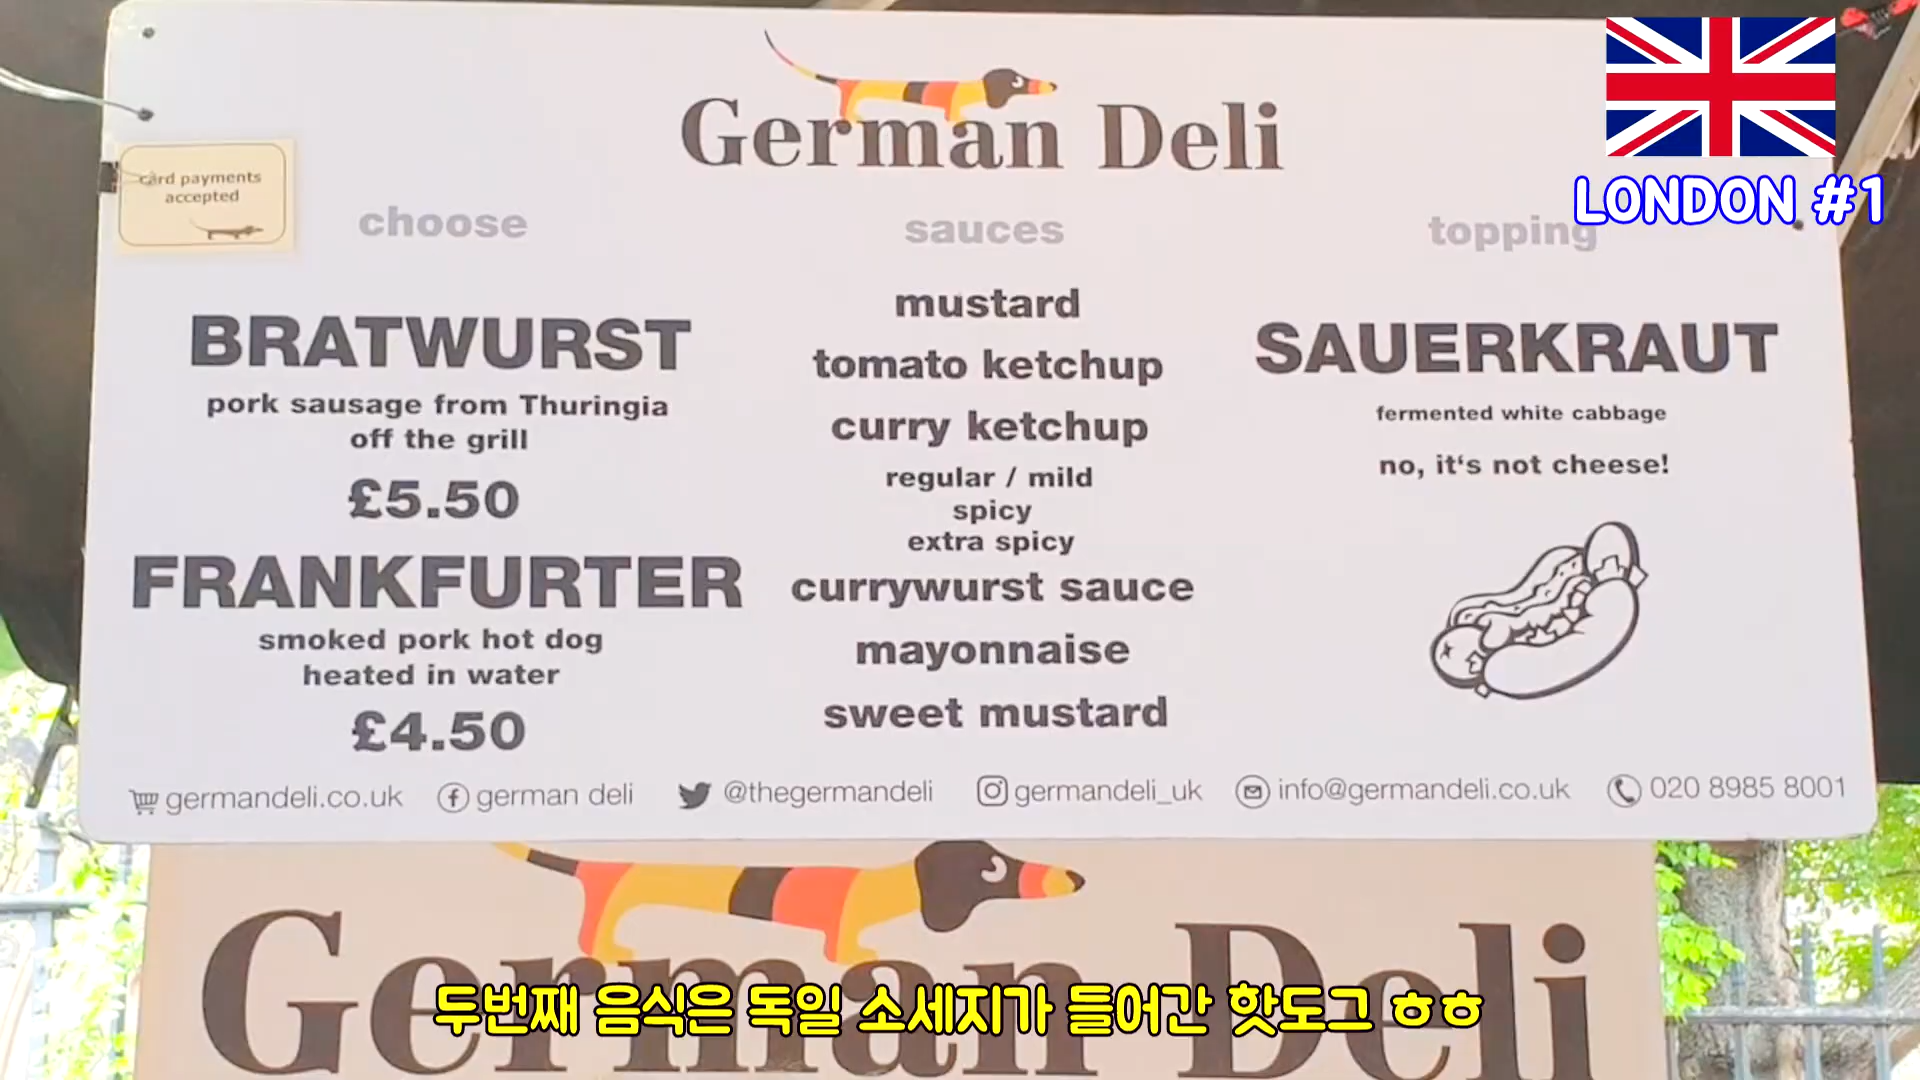 German Deli
LONDON #1
card payments
accepted
choose
BRATWURST
pork sausage from Thuringia
off the grill
£5.50
FRANKFURTER
smoked pork hot dog
heated in water
£4.50
sauces
mustard
tomato ketchup
curry ketchup
regular / mild
spicy
extra spicy
currywurst sauce
mayonnaise
sweet mustard
topping
SAUERKRAUT
fermented white cabbage
no, it‘s not cheese!
germandeli.co.uk
german deli
@thegermandeli
germandeli_uk
info@germandeli.co.uk
020 8985 8001
German Deli
두번째 음식은 독일 소세지가 들어간 핫도그 ㅎㅎ